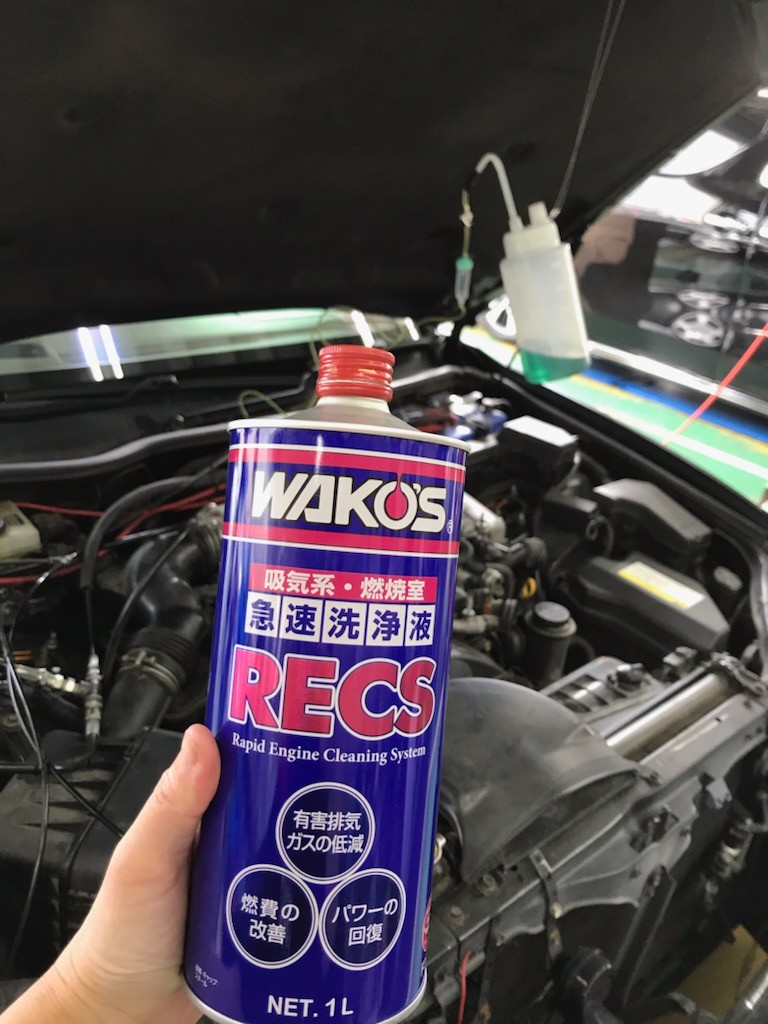 WAKO'S
吸気系・燃焼室
急速洗浄液
RECS
Rapid Engine Cleaning System
有害排気
ガスの低減
燃費の
改善
パワーの
回復
NET. 1L